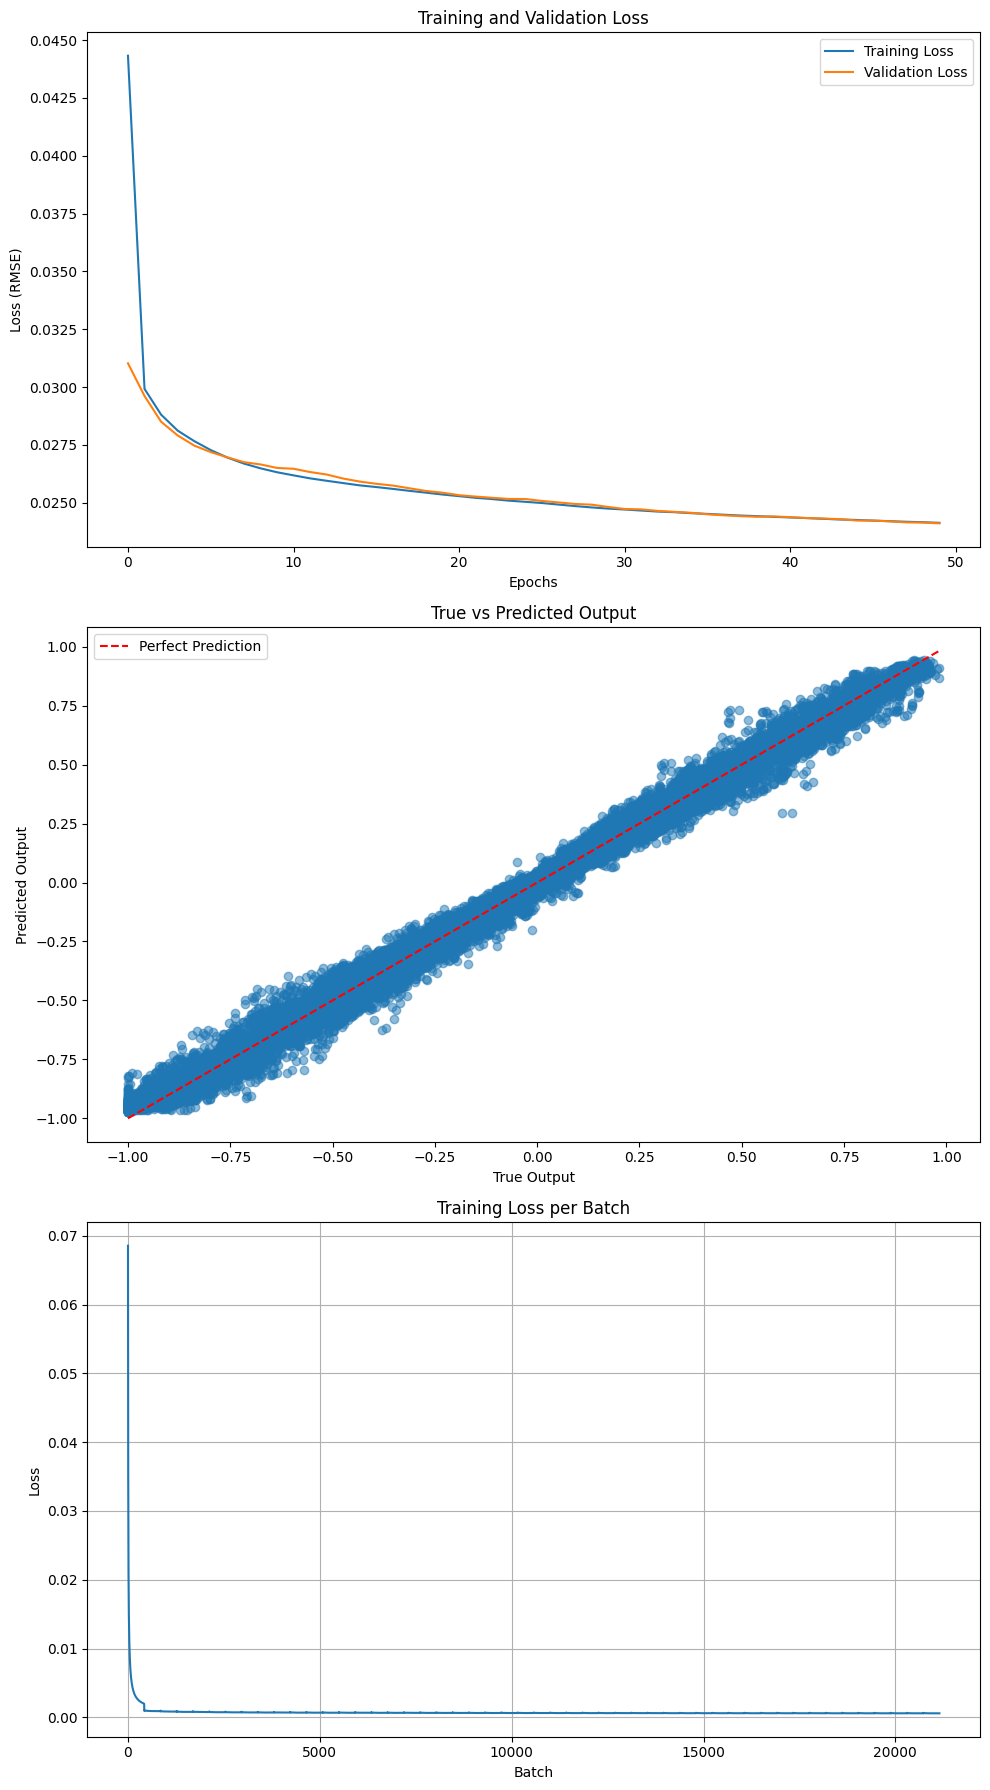 Training and Validation Loss
Training Loss
Validation Loss
0.0450
0.0425
0.0400
0.0375
0.0350
0.0325
0.0300
0.0275
0.0250
Loss (RMSE)
0 10 20 30 40 50
Epochs
True vs Predicted Output
Perfect Prediction
1.00
0.75
0.50
0.25
0.00
−0.25
−0.50
−0.75
−1.00
Predicted Output
−1.00 −0.75 −0.50 −0.25 0.00 0.25 0.50 0.75 1.00
True Output
Training Loss per Batch
0.07
0.06
0.05
0.04
0.03
0.02
0.01
0.00
Loss
0 5000 10000 15000 20000
Batch